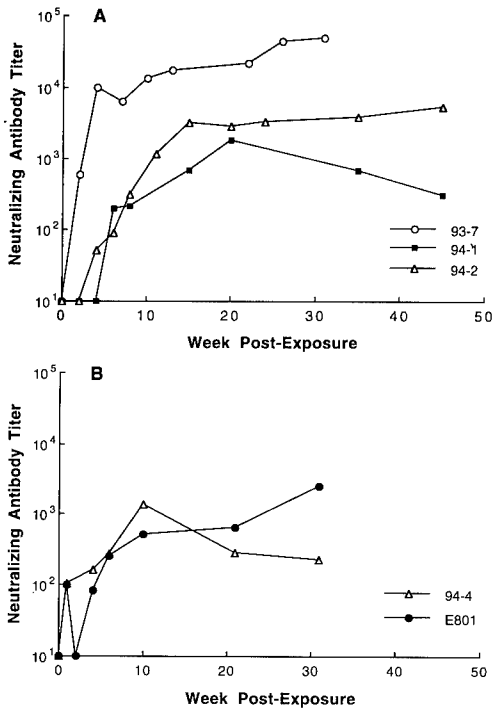 A
Neutralizing Antibody Titer
10^5
10^4
10^3
10^2
10^1
0 10 20 30 40 50
Week Post-Exposure
93-7
94-1
94-2
B
Neutralizing Antibody Titer
10^5
10^4
10^3
10^2
10^1
0 10 20 30 40 50
Week Post-Exposure
94-4
E801